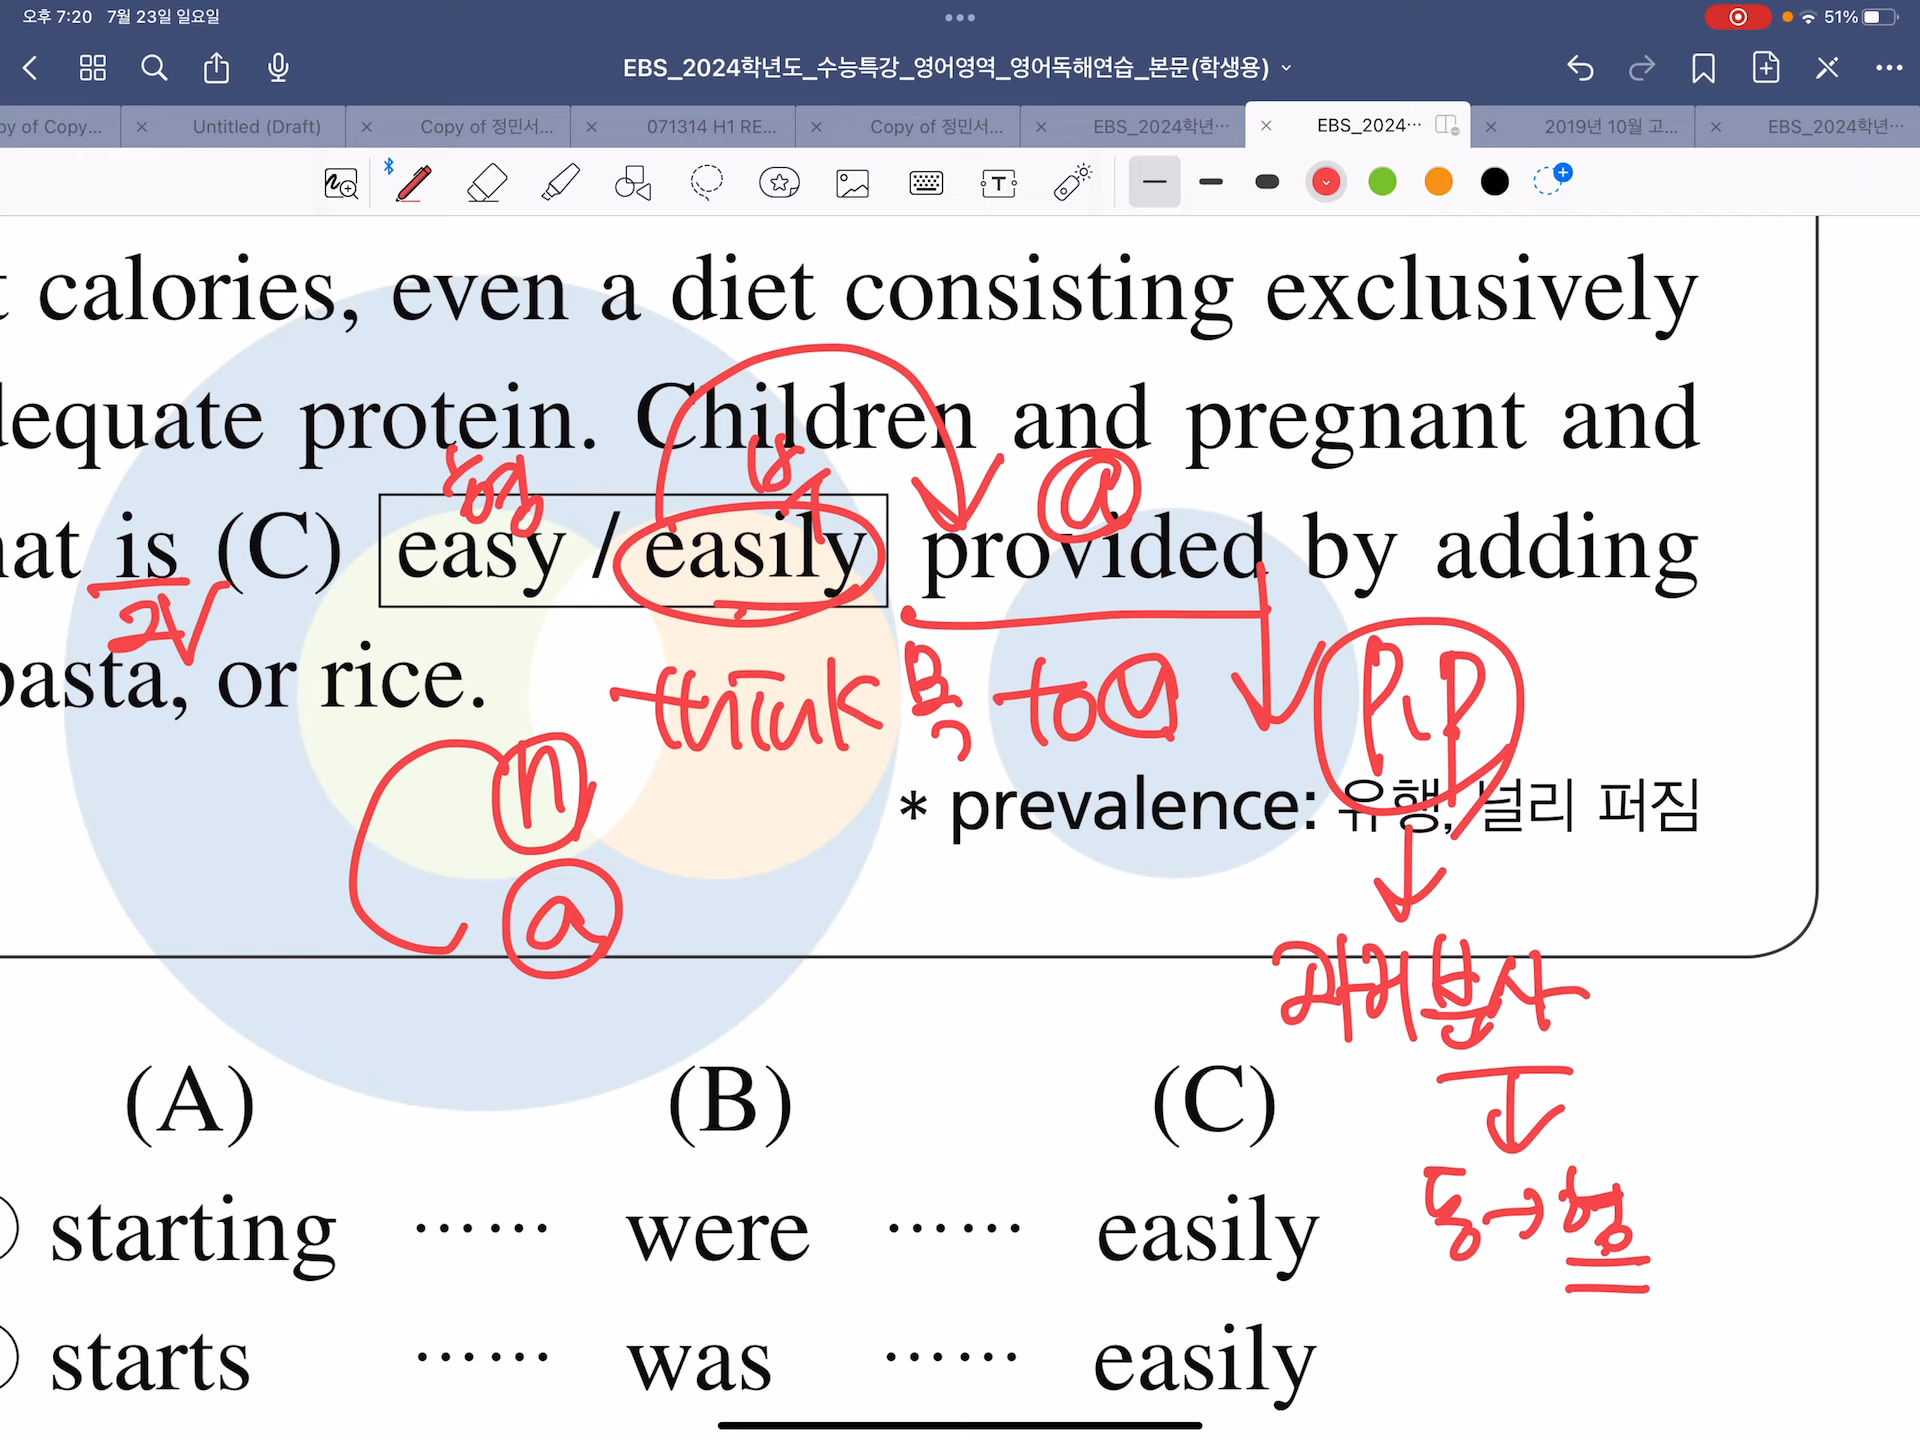 오후 7:20 7월 23일 일요일
51%
EBS_2024학년도_수능특강_영어영역_영어독해연습_본문(학생용)
py of Copy...
Untitled (Draft)
Copy of 정민서...
071314 H1 RE...
Copy of 정민서...
EBS_2024학년...
EBS_2024...
2019년 10월 고...
EBS_2024학년...
t calories, even a diet consisting exclusively
dequate protein. Children and pregnant and
형 부 a
hat is (C) easy / easily provided by adding
2V
pasta, or rice.
think 목 to v P.P
n
* prevalence: 유행, 널리 퍼짐
a
과거분사
(A) (B) (C)
동→형
starting ...... were ...... easily
starts ...... was ...... easily